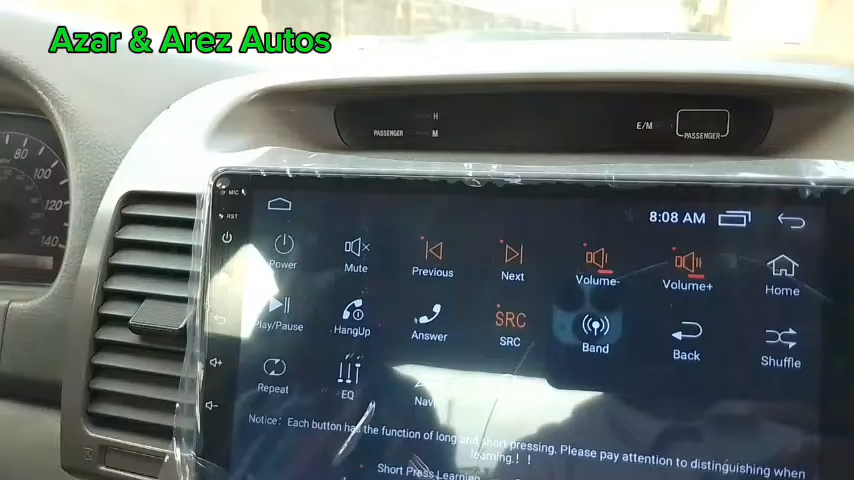 Azar & Arez Autos
H
PASSENGER M
E/M PASSENGER
80
100
120
140
MIC
RST
8:08 AM
Power Mute Previous Next Volume- Volume+ Home
Play/Pause HangUp Answer SRC SRC Band Back Shuffle
Repeat EQ
Notice: Each button has the function of long and short pressing. Please pay attention to distinguishing when
learning.! !
Short Press Learning